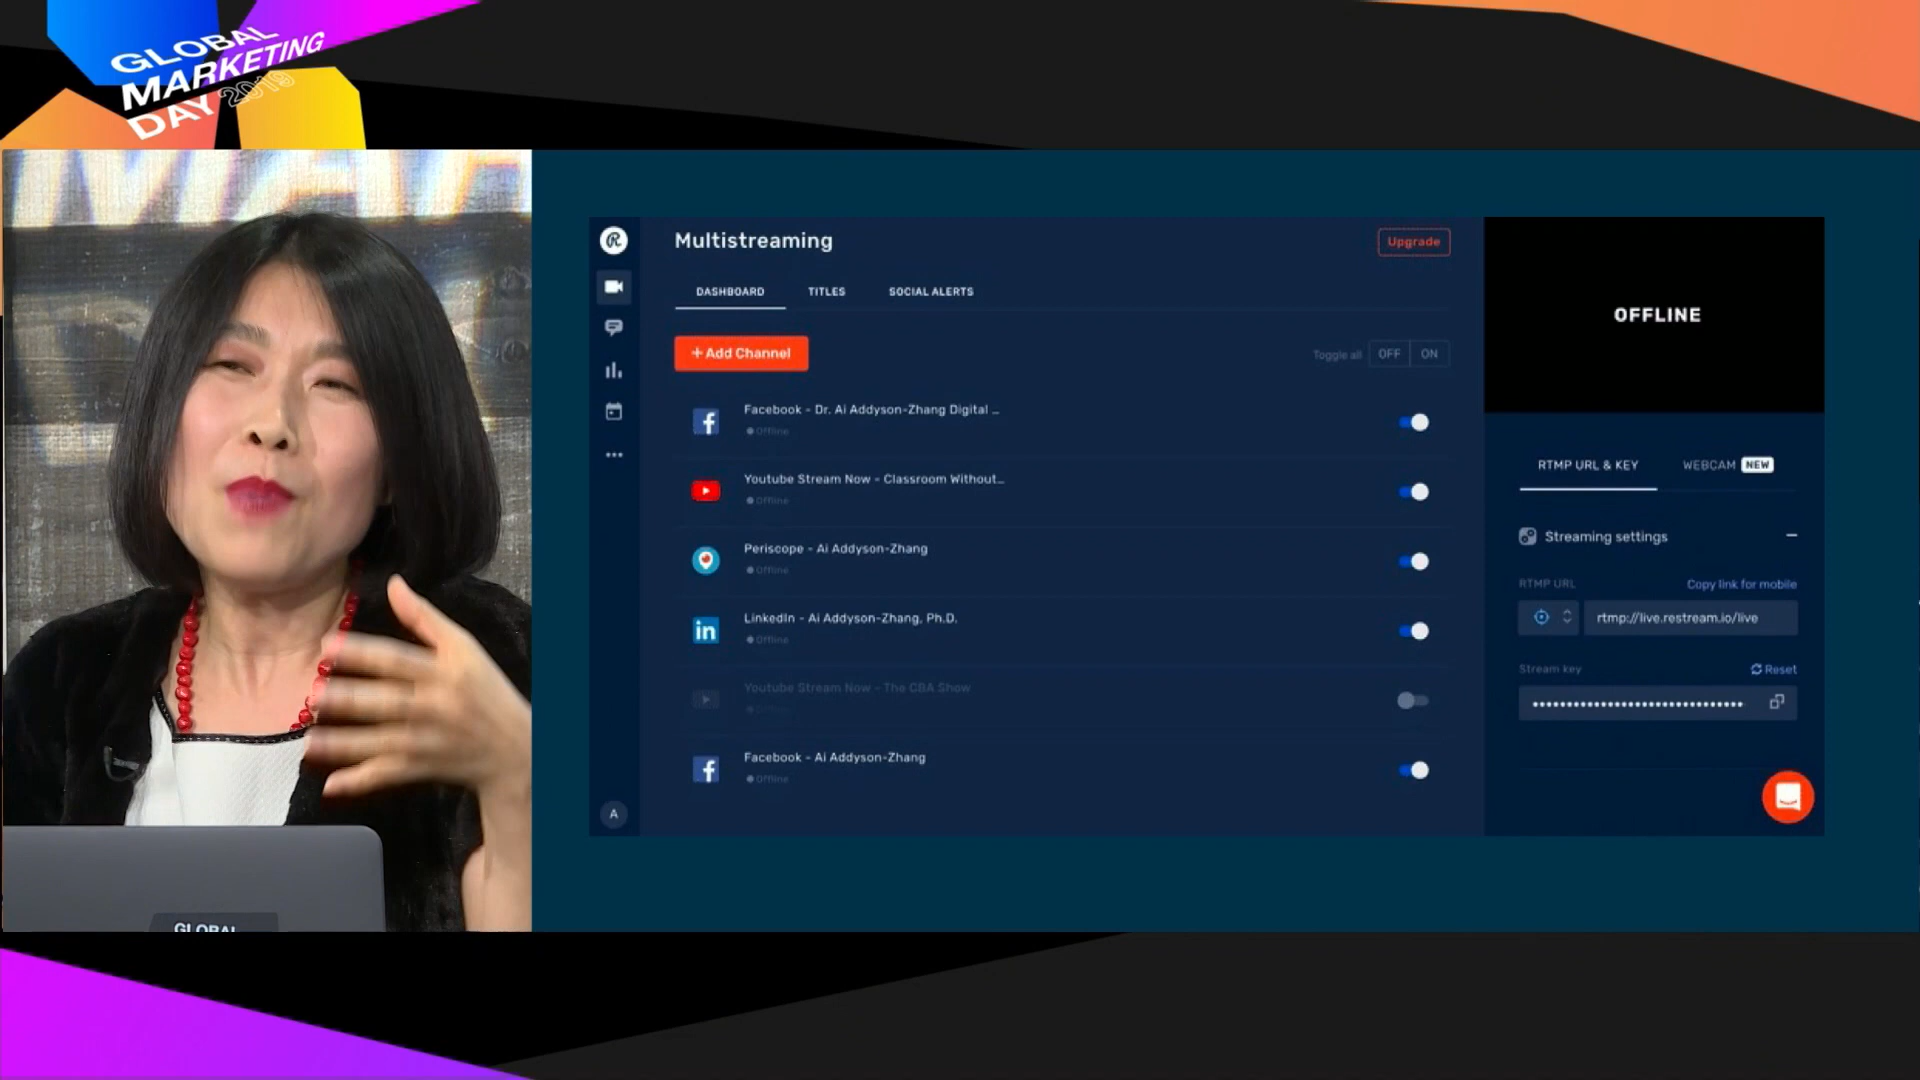 GLOBAL
MARKETING
DAY 2019
Multistreaming
Upgrade
DASHBOARD
TITLES
SOCIAL ALERTS
+ Add Channel
Toggle all
OFF
ON
Facebook - Dr. Ai Addyson-Zhang Digital ...
Offline
Youtube Stream Now - Classroom Without...
Offline
Periscope - Ai Addyson-Zhang
Offline
LinkedIn - Ai Addyson-Zhang, Ph.D.
Offline
Youtube Stream Now - The CBA Show
Offline
Facebook - Ai Addyson-Zhang
Offline
A
OFFLINE
RTMP URL & KEY
WEBCAM NEW
Streaming settings
RTMP URL
Copy link for mobile
rtmp://live.restream.io/live
Stream key
Reset
GLOBAL